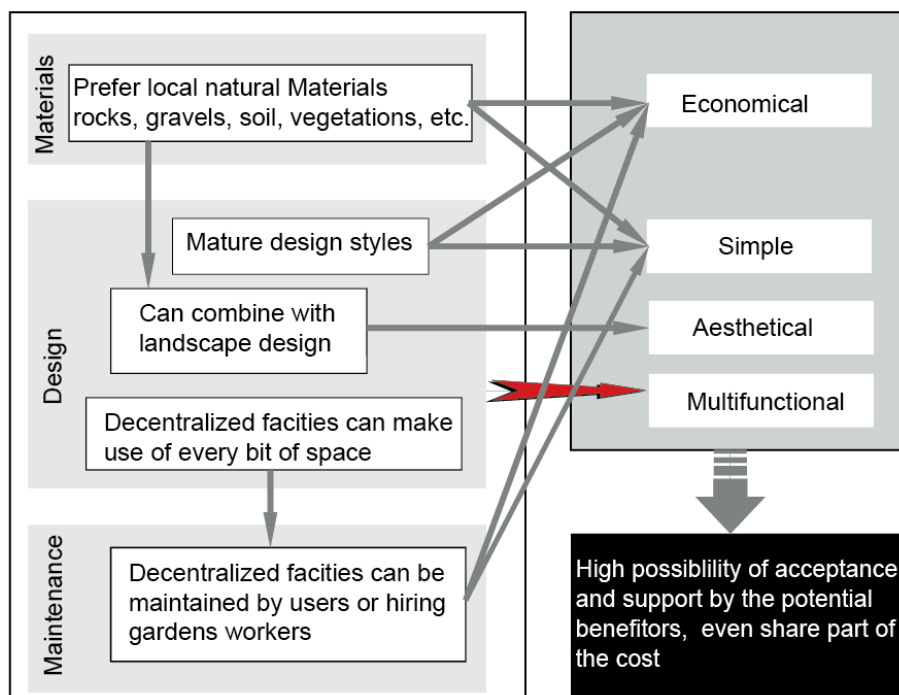 Materials
Prefer local natural Materials
rocks, gravels, soil, vegetations, etc.
Design
Mature design styles
Can combine with
landscape design
Decentralized facities can make
use of every bit of space
Maintenance
Decentralized facities can be
maintained by users or hiring
gardens workers
Economical
Simple
Aesthetical
Multifunctional
High possiblility of acceptance
and support by the potential
benefitors, even share part of
the cost